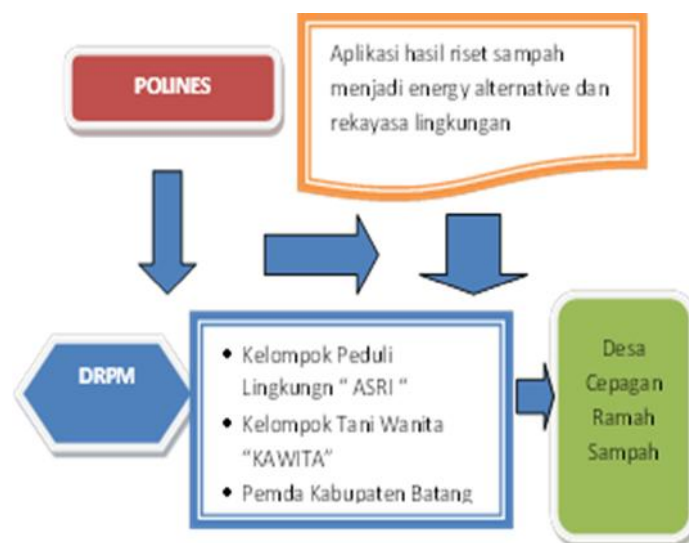 POLINES
Aplikasi hasil riset sampah
menjadi energy alternative dan
rekayasa lingkungan
DRPM
• Kelompok Peduli
Lingkungn " ASRI "
• Kelompok Tani Wanita
"KAWITA"
• Pemda Kabupaten Batang
Desa
Cepagan
Ramah
Sampah